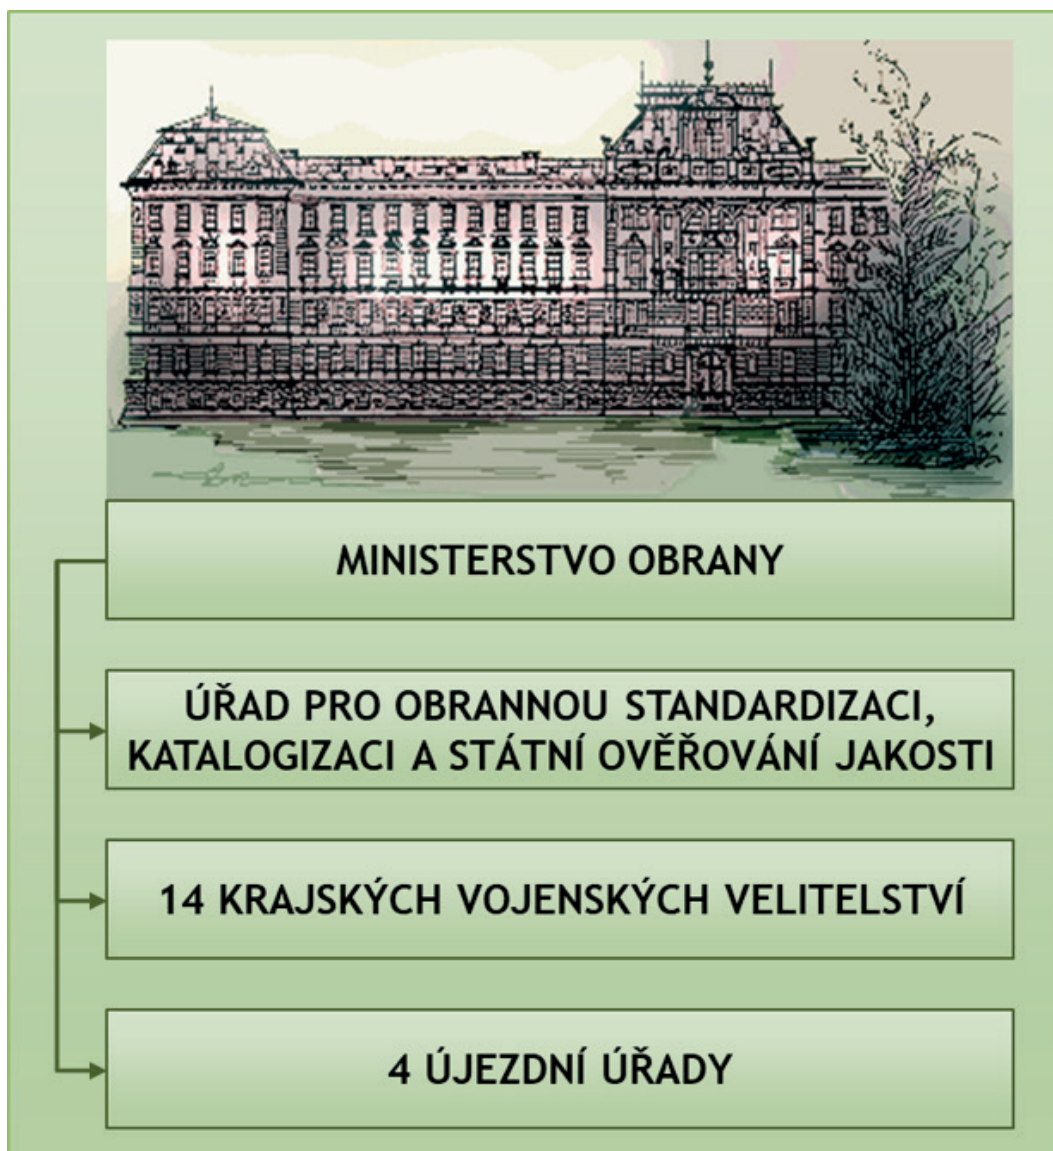 MINISTERSTVO OBRANY
ÚŘAD PRO OBRANNOU STANDARDIZACI,
KATALOGIZACI A STÁTNÍ OVĚŘOVÁNÍ JAKOSTI
14 KRAJSKÝCH VOJENSKÝCH VELITELSTVÍ
4 ÚJEZDNÍ ÚŘADY